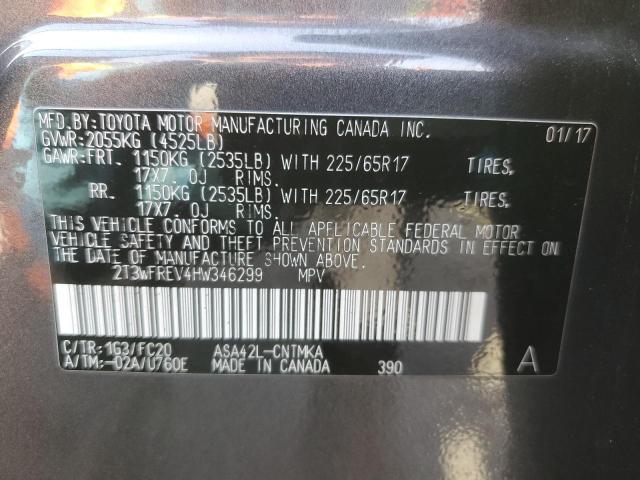 MFD.BY:TOYOTA MOTOR MANUFACTURING CANADA INC. 01/17
GVWR:2055KG (4525LB)
GAWR:FRT. 1150KG (2535LB) WITH 225/65R17 TIRES,
17X7.0J RIMS.
RR. 1150KG (2535LB) WITH 225/65R17 TIRES,
17X7.0J RIMS.
THIS VEHICLE CONFORMS TO ALL APPLICABLE FEDERAL MOTOR
VEHICLE SAFETY AND THEFT PREVENTION STANDARDS IN EFFECT ON
THE DATE OF MANUFACTURE SHOWN ABOVE.
2T3WFREV4HW346299 MPV
C/TR:1G3/FC20 ASA42L-CNTMKA
A/TM:-02A/U760E MADE IN CANADA 390 A